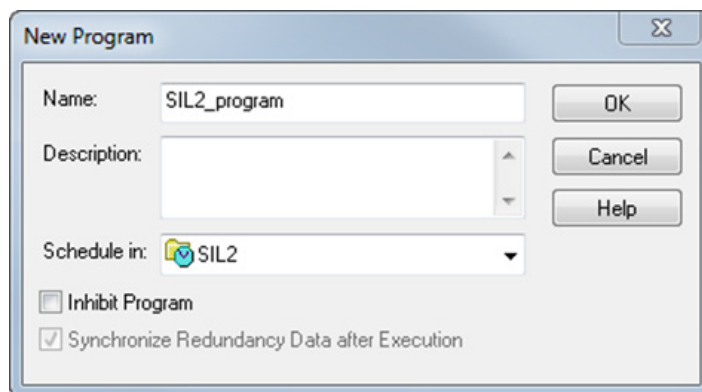 New Program
Name: SIL2_program OK
Description: Cancel
Help
Schedule in: SIL2
Inhibit Program
Synchronize Redundancy Data after Execution